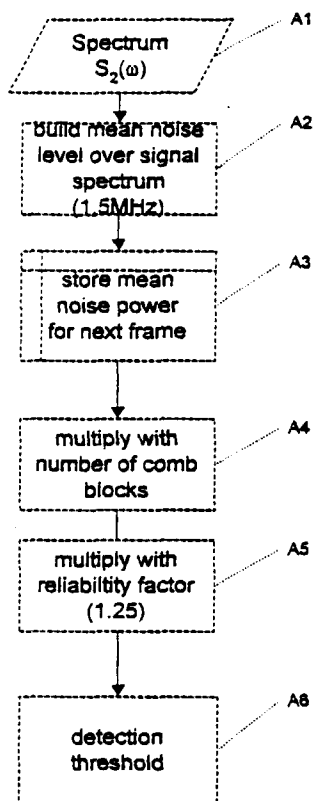 Spectrum
S2(ω)
A1
build mean noise
level over signal
spectrum
(1.5MHz)
A2
store mean
noise power
for next frame
A3
multiply with
number of comb
blocks
A4
multiply with
reliabiltity factor
(1.25)
A5
detection
threshold
A6